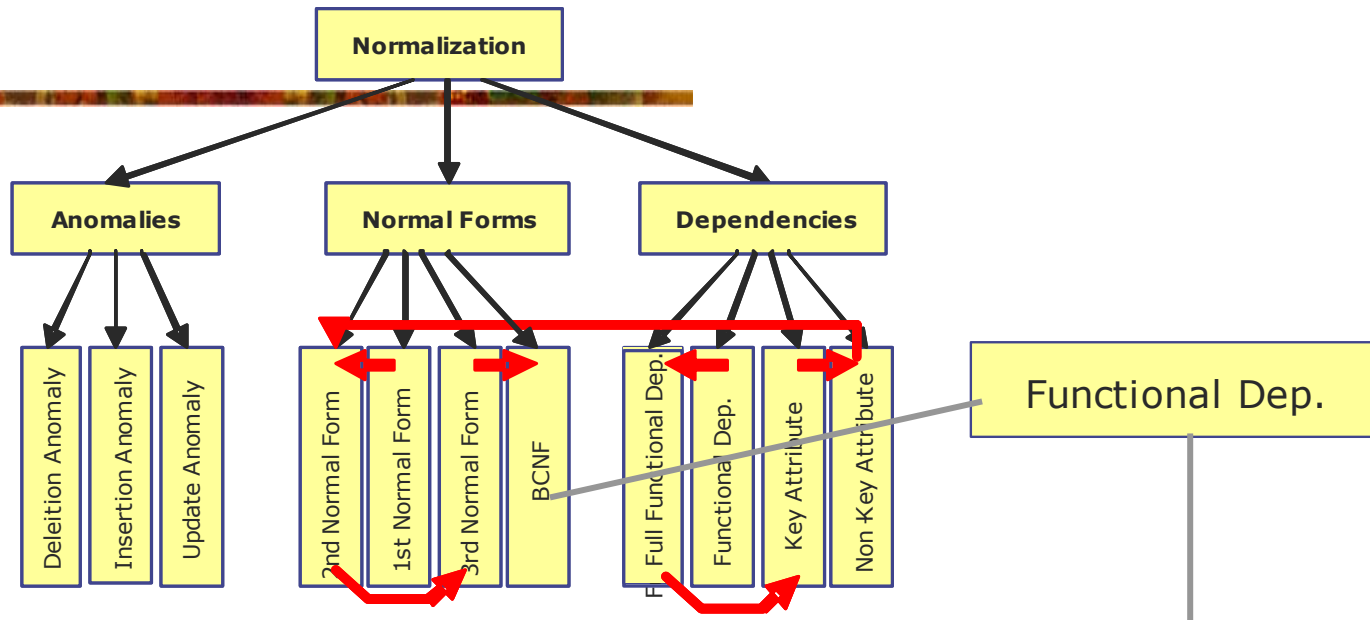 Normalization
Anomalies
Normal Forms
Dependencies
Deleition Anomaly
Insertion Anomaly
Update Anomaly
2nd Normal Form
1st Normal Form
3rd Normal Form
BCNF
F
Full Functional Dep.
Functional Dep.
Key Attribute
Non Key Attribute
Functional Dep.